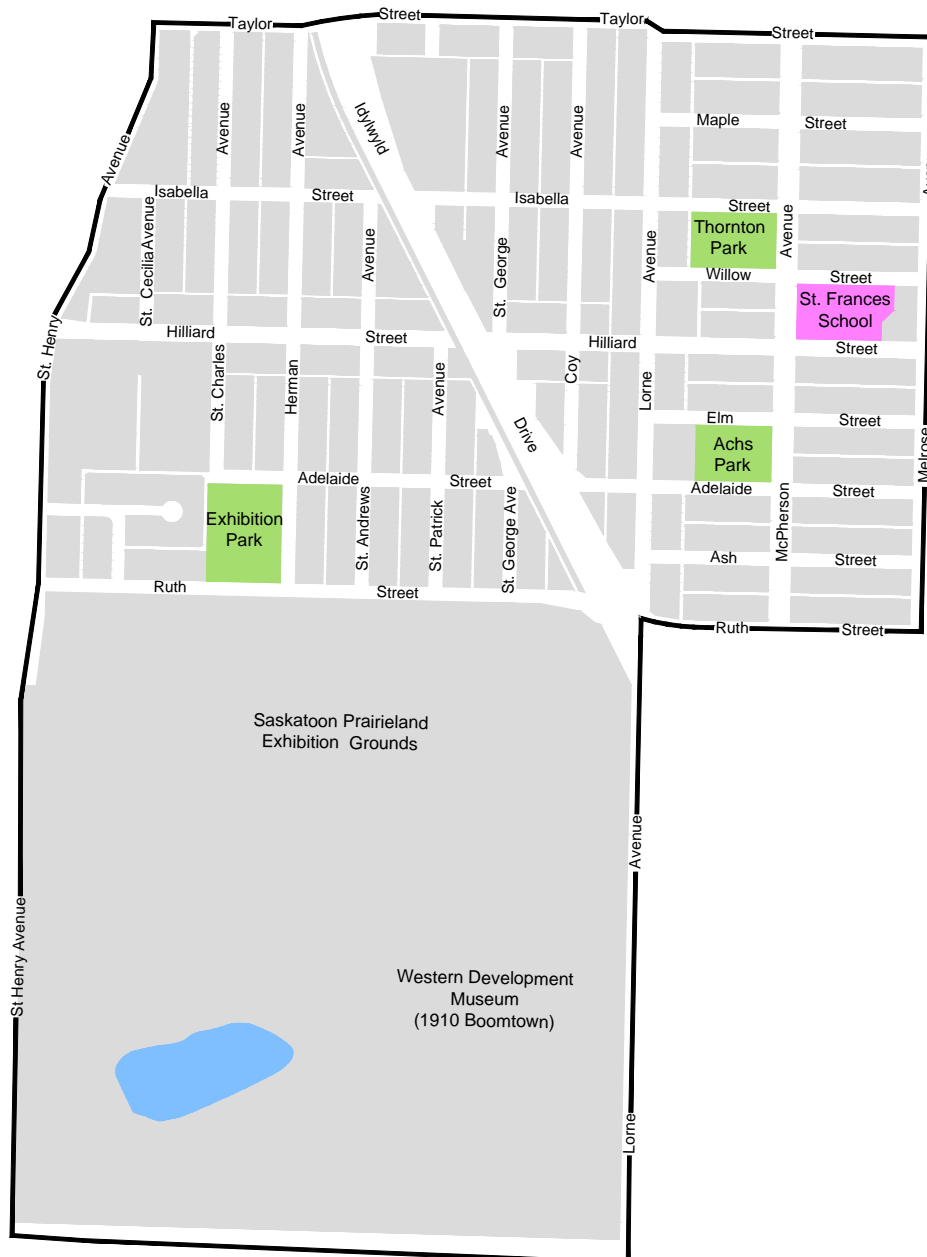 Taylor
Street
Taylor
Street
Idylwyld
Avenue
Avenue
Avenue
Avenue
Avenue
Maple
Street
Isabella
Street
Isabella
Street
Thornton
Park
Avenue
Avenue
Avenue
St. Cecilia Avenue
St. George
Willow
Street
St. Frances
School
St. Henry
Hilliard
Street
Hilliard
Street
St. Charles
Herman
Avenue
Coy
Lorne
Drive
Elm
Street
Achs
Park
Melrose
Adelaide
Street
Adelaide
Street
Exhibition
Park
St. Andrews
St. Patrick
St. George Ave
McPherson
Ash
Street
Ruth
Street
Ruth
Street
Saskatoon Prairieland
Exhibition Grounds
Avenue
St Henry Avenue
Western Development
Museum
(1910 Boomtown)
Lorne